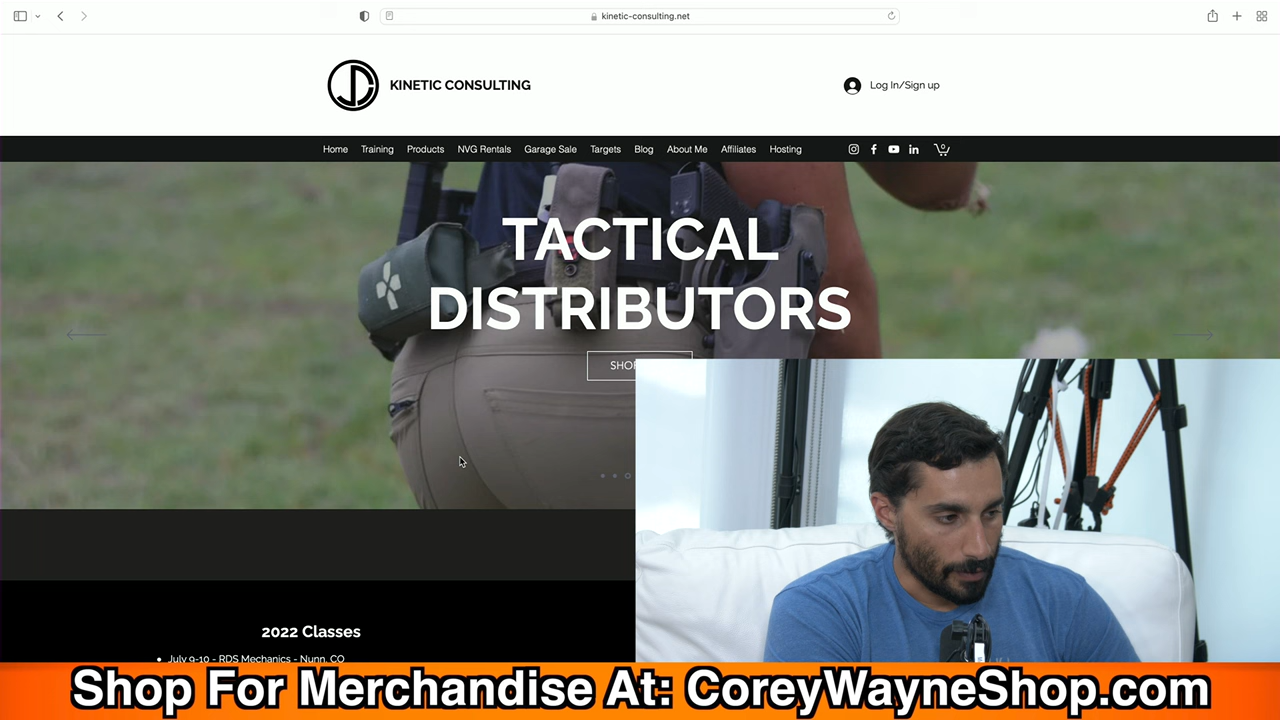 kinetic-consulting.net
KINETIC CONSULTING
Log In/Sign up
Home Training Products NVG Rentals Garage Sale Targets Blog About Me Affiliates Hosting
0
TACTICAL
DISTRIBUTORS
2022 Classes
July 9-10 - RDS Mechanics - Nunn, CO
Shop For Merchandise At: CoreyWayneShop.com